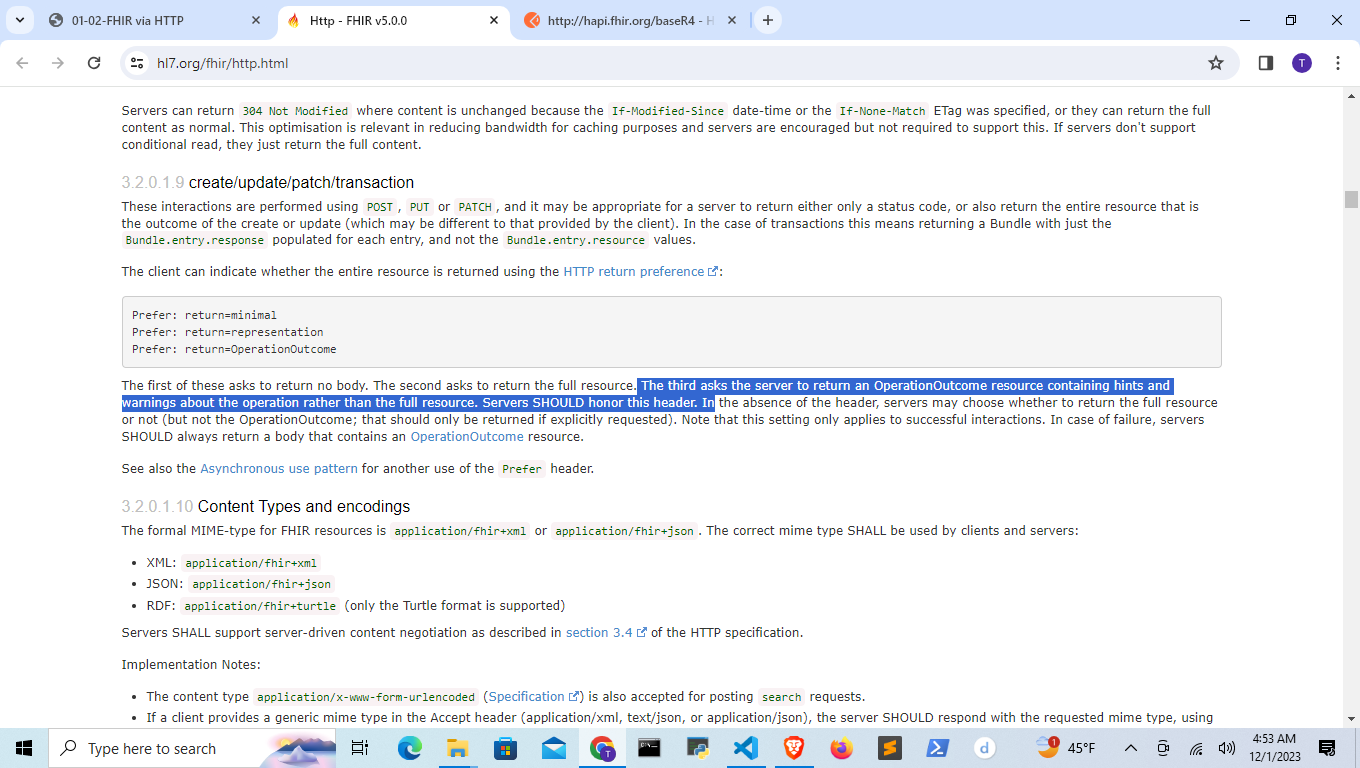 01-02-FHIR via HTTP
Http - FHIR v5.0.0
http://hapi.fhir.org/baseR4 - H
hl7.org/fhir/http.html
T
Servers can return 304 Not Modified where content is unchanged because the If-Modified-Since date-time or the If-None-Match ETag was specified, or they can return the full
content as normal. This optimisation is relevant in reducing bandwidth for caching purposes and servers are encouraged but not required to support this. If servers don't support
conditional read, they just return the full content.
3.2.0.1.9 create/update/patch/transaction
These interactions are performed using POST, PUT or PATCH, and it may be appropriate for a server to return either only a status code, or also return the entire resource that is
the outcome of the create or update (which may be different to that provided by the client). In the case of transactions this means returning a Bundle with just the
Bundle.entry.response populated for each entry, and not the Bundle.entry.resource values.
The client can indicate whether the entire resource is returned using the HTTP return preference:
Prefer: return=minimal
Prefer: return=representation
Prefer: return=OperationOutcome
The first of these asks to return no body. The second asks to return the full resource. The third asks the server to return an OperationOutcome resource containing hints and
warnings about the operation rather than the full resource. Servers SHOULD honor this header. In the absence of the header, servers may choose whether to return the full resource
or not (but not the OperationOutcome; that should only be returned if explicitly requested). Note that this setting only applies to successful interactions. In case of failure, servers
SHOULD always return a body that contains an OperationOutcome resource.
See also the Asynchronous use pattern for another use of the Prefer header.
3.2.0.1.10 Content Types and encodings
The formal MIME-type for FHIR resources is application/fhir+xml or application/fhir+json. The correct mime type SHALL be used by clients and servers:
• XML: application/fhir+xml
• JSON: application/fhir+json
• RDF: application/fhir+turtle (only the Turtle format is supported)
Servers SHALL support server-driven content negotiation as described in section 3.4 of the HTTP specification.
Implementation Notes:
• The content type application/x-www-form-urlencoded (Specification) is also accepted for posting search requests.
• If a client provides a generic mime type in the Accept header (application/xml, text/json, or application/json), the server SHOULD respond with the requested mime type, using
Type here to search
T
d
1
45°F
4:53 AM
12/1/2023